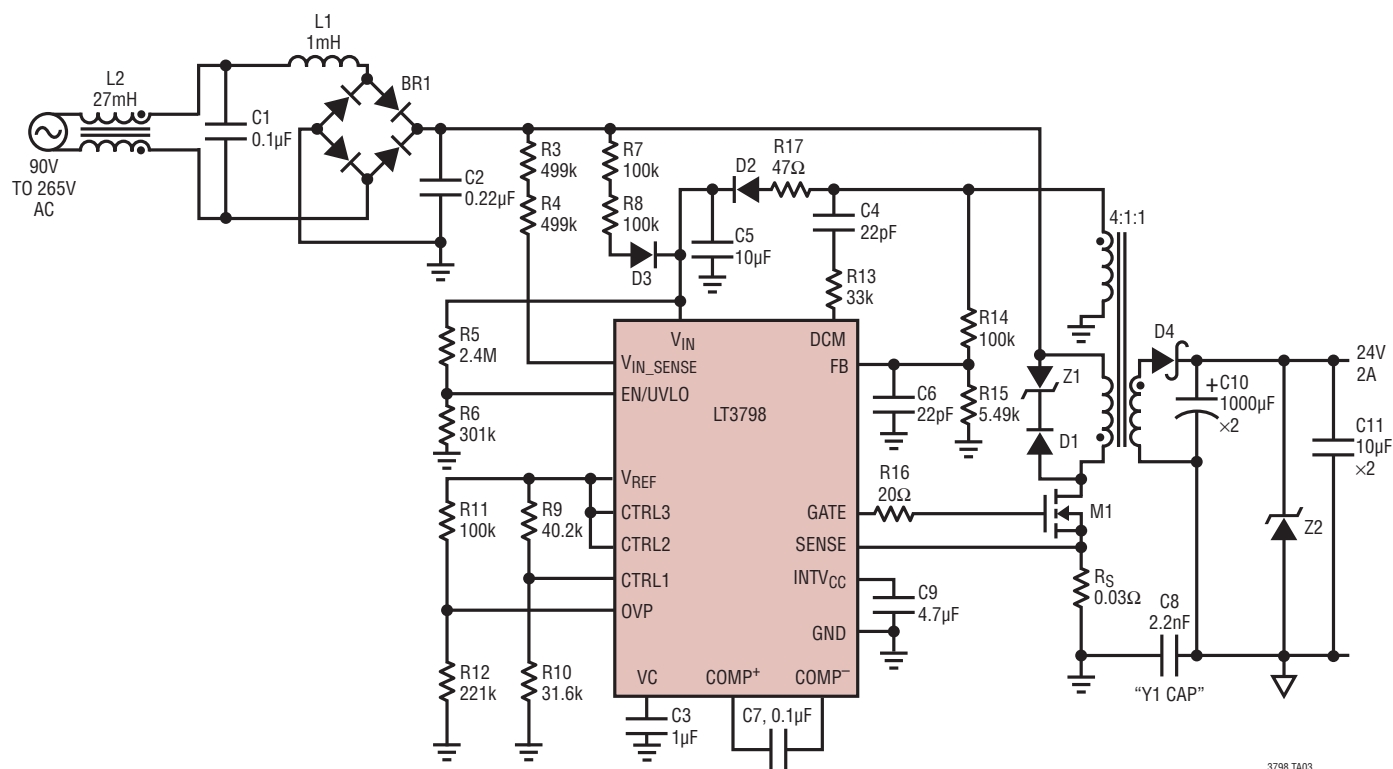 L1
1mH
L2
27mH
BR1
C1
0.1µF
90V
TO 265V
AC
C2
0.22µF
R3
499k
R4
499k
R7
100k
R8
100k
D3
D2
R17
47Ω
C5
10µF
C4
22pF
R13
33k
4:1:1
R14
100k
R15
5.49k
C6
22pF
Z1
D1
D4
24V
2A
+
C10
1000µF
×2
C11
10µF
×2
Z2
R5
2.4M
R6
301k
VIN
DCM
VIN_SENSE
FB
EN/UVLO
LT3798
VREF
CTRL3
GATE
CTRL2
SENSE
CTRL1
INTVCC
OVP
GND
VC
COMP+
COMP–
R16
20Ω
M1
RS
0.03Ω
C9
4.7µF
C8
2.2nF
“Y1 CAP”
R11
100k
R9
40.2k
R12
221k
R10
31.6k
C3
1µF
C7, 0.1µF
3798 TA03